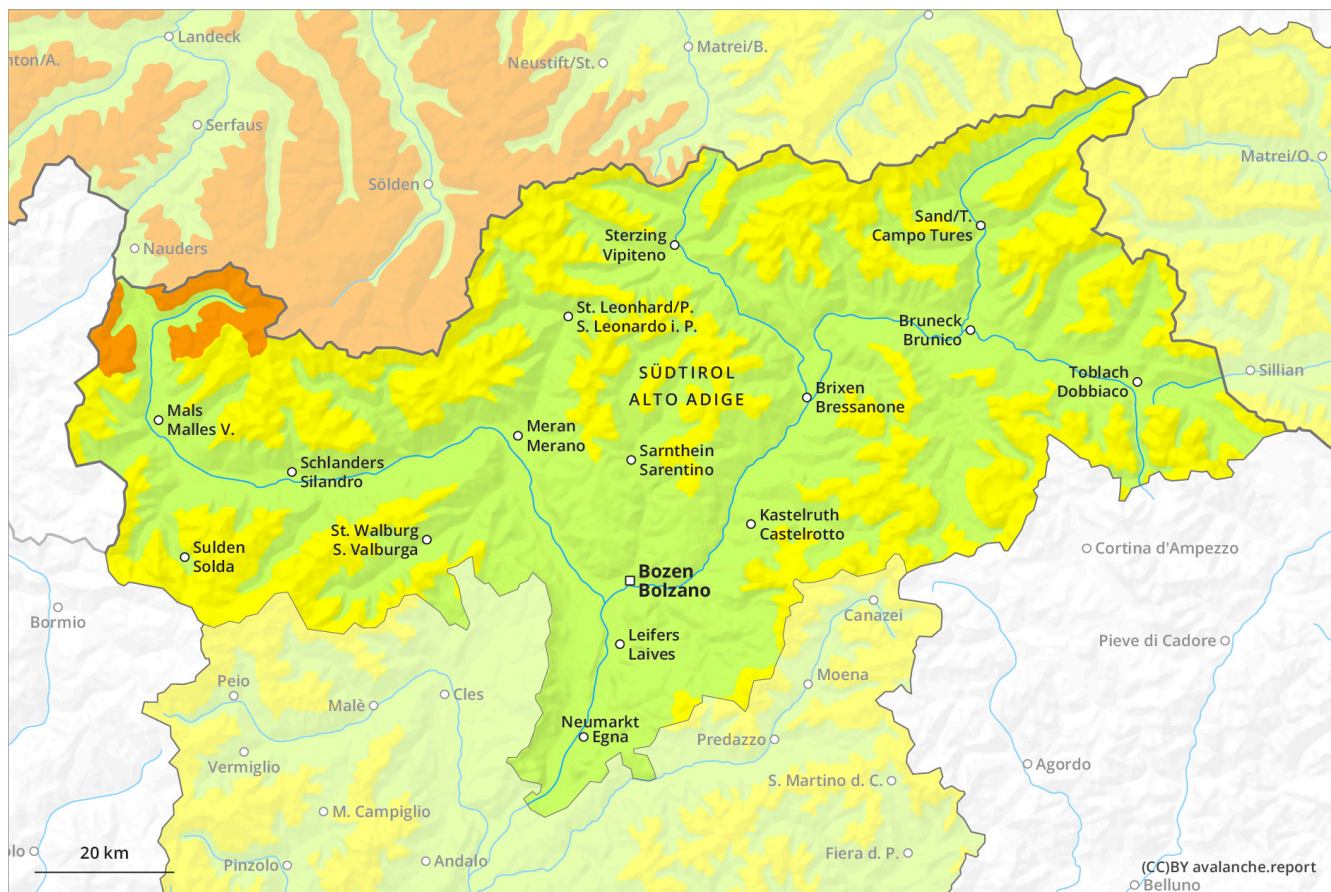 Landeck
nton/A.
Matrei/B.
Neustift/St.
Serfaus
Matrei/O.
Sölden
Sand/T.
Campo Tures
Sterzing
Vipiteno
Nauders
St. Leonhard/P.
S. Leonardo i. P.
Bruneck
Brunico
SÜDTIROL
ALTO ADIGE
Toblach
Dobbiaco
Sillian
Brixen
Bressanone
Mals
Malles V.
Meran
Merano
Sarnthein
Sarentino
Schlanders
Silandro
Kastelruth
Castelrotto
St. Walburg
S. Valburga
Sulden
Solda
Cortina d'Ampezzo
Bozen
Bolzano
Bormio
Canazei
Leifers
Laives
Pieve di Cadore
Moena
Peio
Malè
Cles
Neumarkt
Egna
Predazzo
Vermiglio
Agordo
S. Martino d. C.
M. Campiglio
olo
20 km
Andalo
Pinzolo
Fiera d. P.
(CC)BY avalanche.report
Belluno